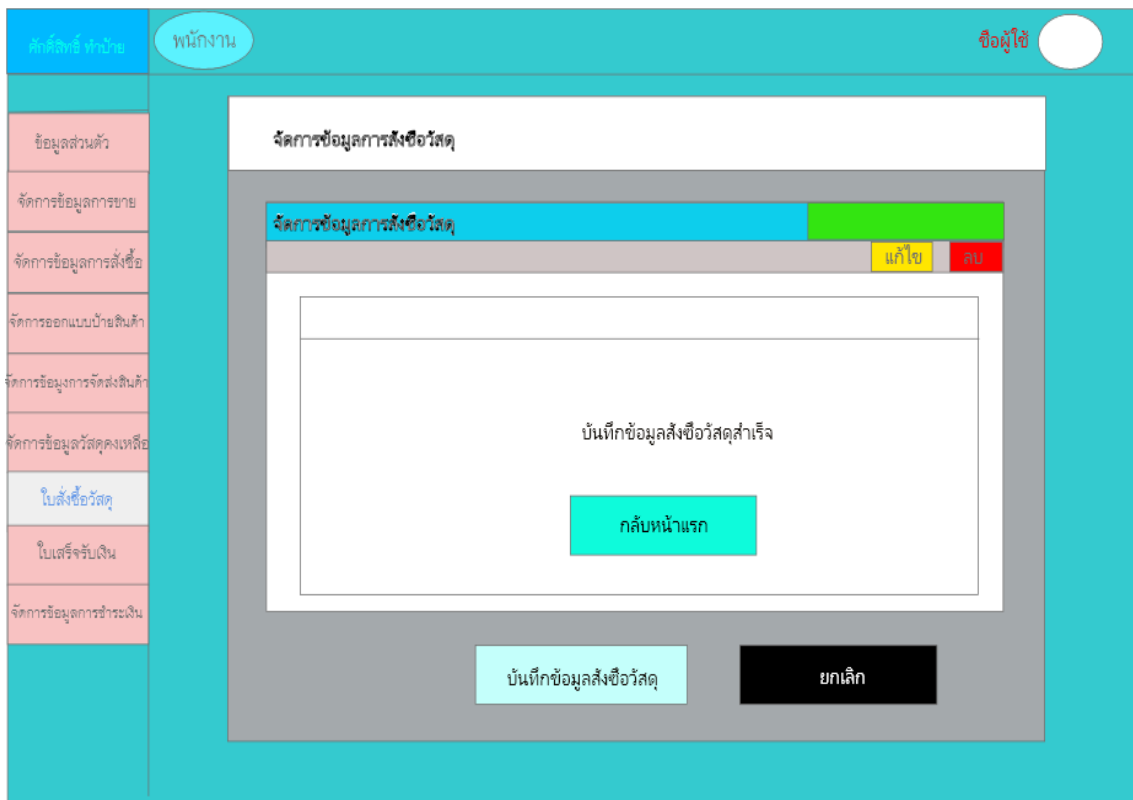 ศักดิ์สิทธิ์ ทำป้าย
พนักงาน
ชื่อผู้ใช้
ข้อมูลส่วนตัว
จัดการข้อมูลการขาย
จัดการข้อมูลการสั่งซื้อ
จัดการออกแบบป้ายสินค้า
จัดการข้อมูงการจัดส่งสินค้า
จัดการข้อมูลวัสดุคงเหลือ
ใบสั่งซื้อวัสดุ
ใบเสร็จรับเงิน
จัดการข้อมูลการชำระเงิน
จัดการข้อมูลการสั่งซื้อวัสดุ
จัดการข้อมูลการสั่งซื้อวัสดุ
แก้ไข
ลบ
บันทึกข้อมูลสั่งซื้อวัสดุสำเร็จ
กลับหน้าแรก
บันทึกข้อมูลสั่งซื้อวัสดุ
ยกเลิก